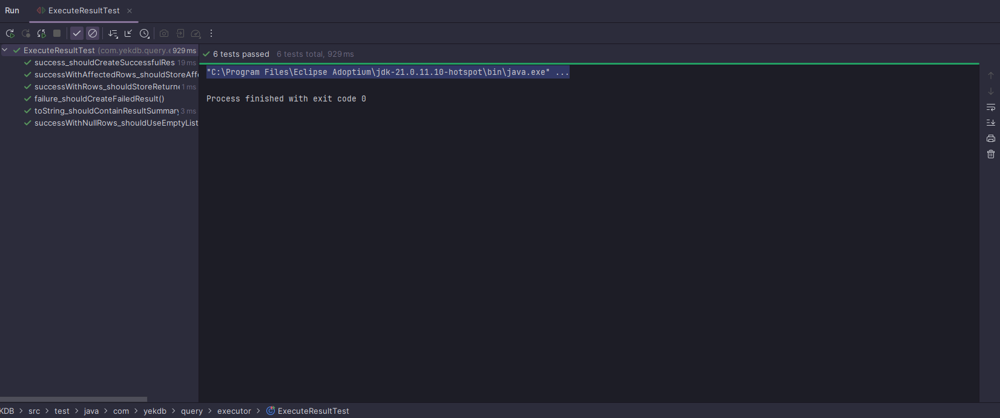 Run ExecuteResultTest
ExecuteResultTest (com.yekdb.query.e 929 ms
success_shouldCreateSuccessfulRes 19 ms
successWithAffectedRows_shouldStoreAffe
successWithRows_shouldStoreReturne 1 ms
failure_shouldCreateFailedResult()
toString_shouldContainResultSummary 3 ms
successWithNullRows_shouldUseEmptyList
6 tests passed 6 tests total, 929 ms
"C:\Program Files\Eclipse Adoptium\jdk-21.0.11.10-hotspot\bin\java.exe" ...
Process finished with exit code 0
KDB > src > test > java > com > yekdb > query > executor > ExecuteResultTest